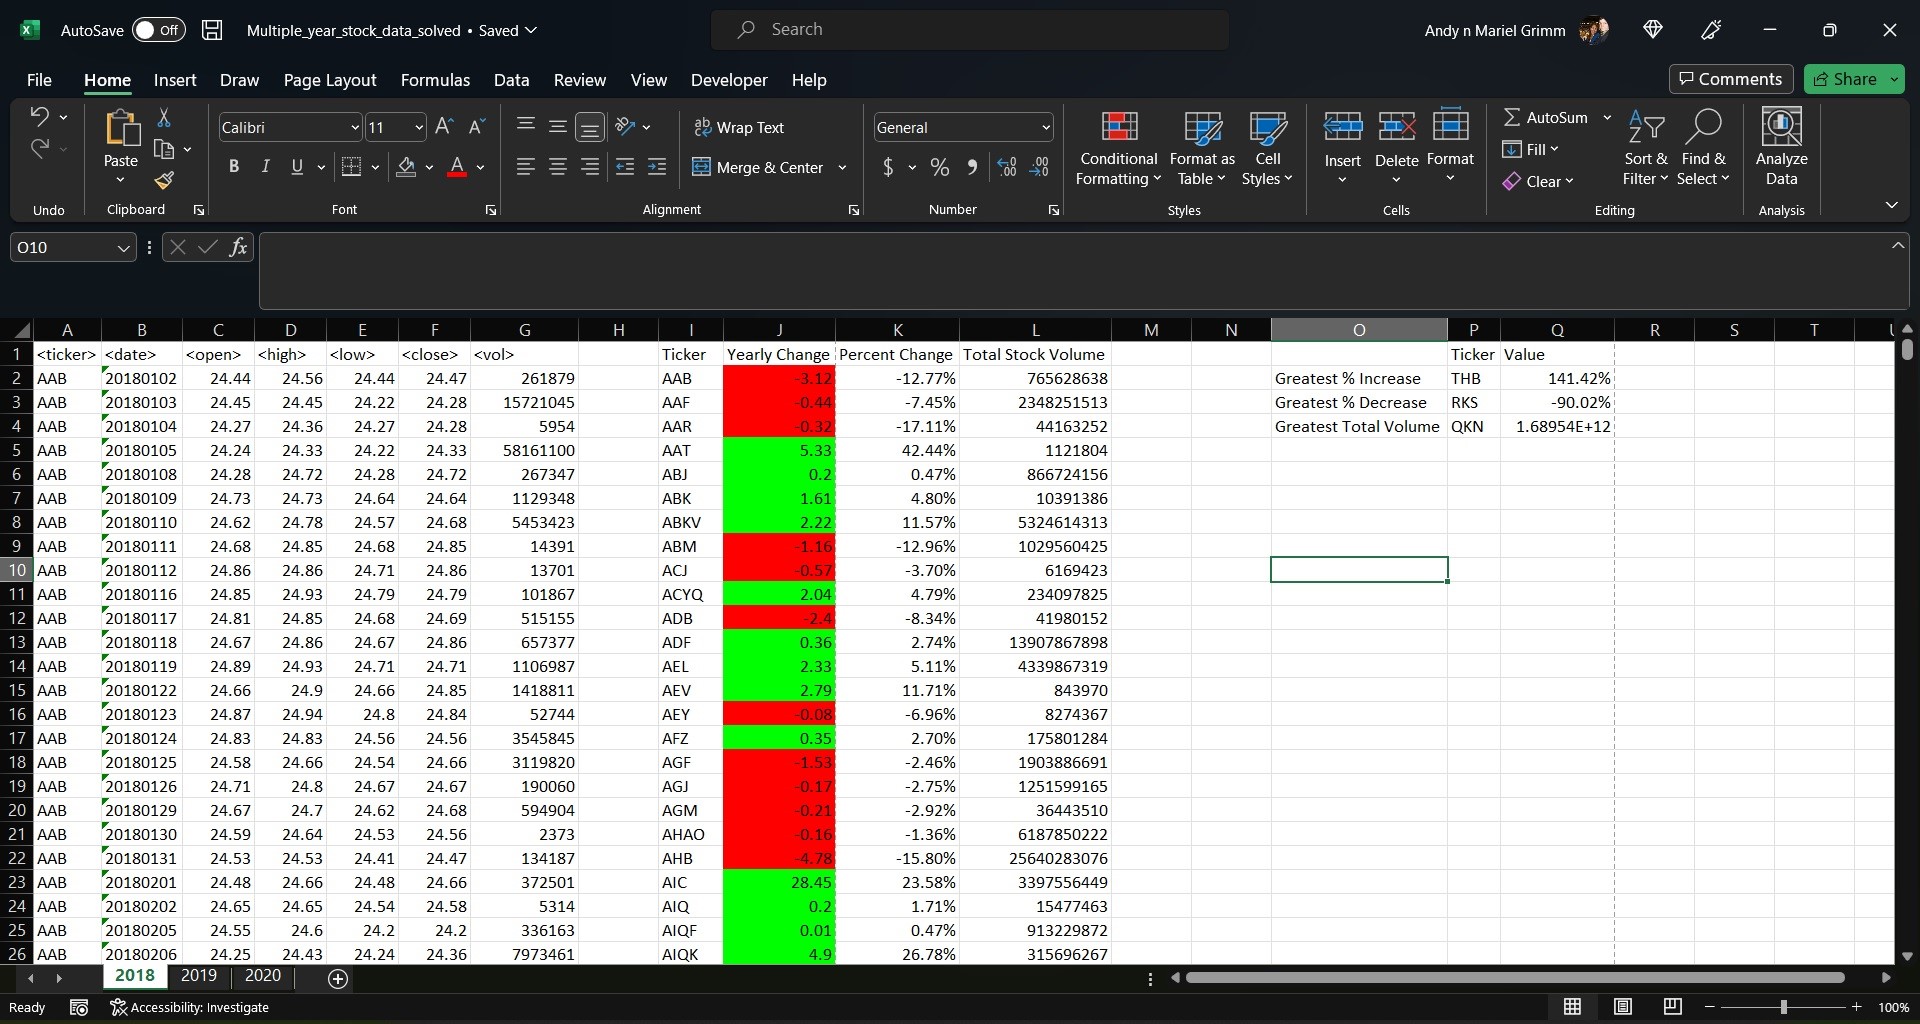 AutoSave Off Multiple_year_stock_data_solved • Saved Search Andy n Mariel Grimm
File Home Insert Draw Page Layout Formulas Data Review View Developer Help Comments Share
Calibri 11 Wrap Text General AutoSum
Paste B I U A Merge & Center $ % Conditional Formatting Format as Table Cell Styles Insert Delete Format Fill Clear Sort & Filter Find & Select Analyze Data
Undo Clipboard Font Alignment Number Styles Cells Editing Analysis
O10 fx
A B C D E F G H I J K L M N O P Q R S T
1 <ticker> <date> <open> <high> <low> <close> <vol> Ticker Yearly Change Percent Change Total Stock Volume Ticker Value
2 AAB 20180102 24.44 24.56 24.44 24.47 261879 AAB -3.12 -12.77% 765628638 Greatest % Increase THB 141.42%
3 AAB 20180103 24.45 24.45 24.22 24.28 15721045 AAF -0.44 -7.45% 2348251513 Greatest % Decrease RKS -90.02%
4 AAB 20180104 24.27 24.36 24.27 24.28 5954 AAR -0.32 -17.11% 44163252 Greatest Total Volume QKN 1.68954E+12
5 AAB 20180105 24.24 24.33 24.22 24.33 58161100 AAT 5.33 42.44% 1121804
6 AAB 20180108 24.28 24.72 24.28 24.72 267347 ABJ 0.2 0.47% 866724156
7 AAB 20180109 24.73 24.73 24.64 24.64 1129348 ABK 1.61 4.80% 10391386
8 AAB 20180110 24.62 24.78 24.57 24.68 5453423 ABKV 2.22 11.57% 5324614313
9 AAB 20180111 24.68 24.85 24.68 24.85 14391 ABM -1.16 -12.96% 1029560425
10 AAB 20180112 24.86 24.86 24.71 24.86 13701 ACJ -0.57 -3.70% 6169423
11 AAB 20180116 24.85 24.93 24.79 24.79 101867 ACYQ 2.04 4.79% 234097825
12 AAB 20180117 24.81 24.85 24.68 24.69 515155 ADB -2.4 -8.34% 41980152
13 AAB 20180118 24.67 24.86 24.67 24.86 657377 ADF 0.36 2.74% 13907867898
14 AAB 20180119 24.89 24.93 24.71 24.71 1106987 AEL 2.33 5.11% 4339867319
15 AAB 20180122 24.66 24.9 24.66 24.85 1418811 AEV 2.79 11.71% 843970
16 AAB 20180123 24.87 24.94 24.8 24.84 52744 AEY -0.08 -6.96% 8274367
17 AAB 20180124 24.83 24.83 24.56 24.56 3545845 AFZ 0.35 2.70% 175801284
18 AAB 20180125 24.58 24.66 24.54 24.66 3119820 AGF -1.53 -2.46% 1903886691
19 AAB 20180126 24.71 24.8 24.67 24.67 190060 AGJ -0.17 -2.75% 1251599165
20 AAB 20180129 24.67 24.7 24.62 24.68 594904 AGM -0.21 -2.92% 36443510
21 AAB 20180130 24.59 24.64 24.53 24.56 2373 AHAO -0.16 -1.36% 6187850222
22 AAB 20180131 24.53 24.53 24.41 24.47 134187 AHB -4.78 -15.80% 25640283076
23 AAB 20180201 24.48 24.66 24.48 24.66 372501 AIC 28.45 23.58% 3397556449
24 AAB 20180202 24.65 24.65 24.54 24.58 5314 AIQ 0.2 1.71% 15477463
25 AAB 20180205 24.55 24.6 24.2 24.2 336163 AIQF 0.01 0.47% 913229872
26 AAB 20180206 24.25 24.43 24.24 24.36 7973461 AIQK 4.9 26.78% 315696267
2018 2019 2020
Ready Accessibility: Investigate 100%